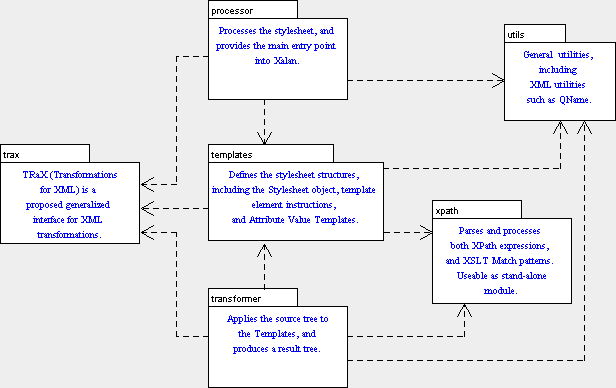 processor
Processes the stylesheet, and
provides the main entry point
into Xalan.
utils
General utilities,
including
XML utilities
such as QName.
trax
TRaX (Transformations
for XML) is a
proposed generalized
interface for XML
transformations.
templates
Defines the stylesheet structures,
including the Stylesheet object, template
element instructions,
and Attribute Value Templates.
xpath
Parses and processes
both XPath expressions,
and XSLT Match patterns.
Useable as stand-alone
module.
transformer
Applies the source tree to
the Templates, and
produces a result tree.